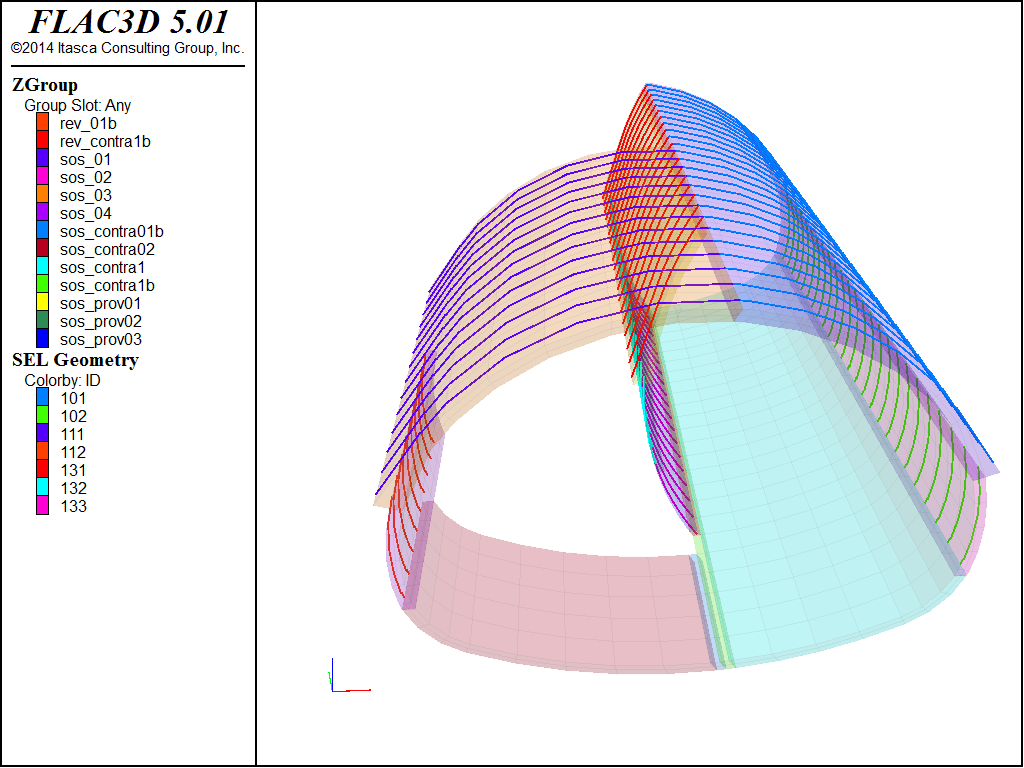 FLAC3D 5.01
©2014 Itasca Consulting Group, Inc.
ZGroup
Group Slot: Any
rev_01b
rev_contra1b
sos_01
sos_02
sos_03
sos_04
sos_contra01b
sos_contra02
sos_contra1
sos_contra1b
sos_prov01
sos_prov02
sos_prov03
SEL Geometry
Colorby: ID
101
102
111
112
131
132
133